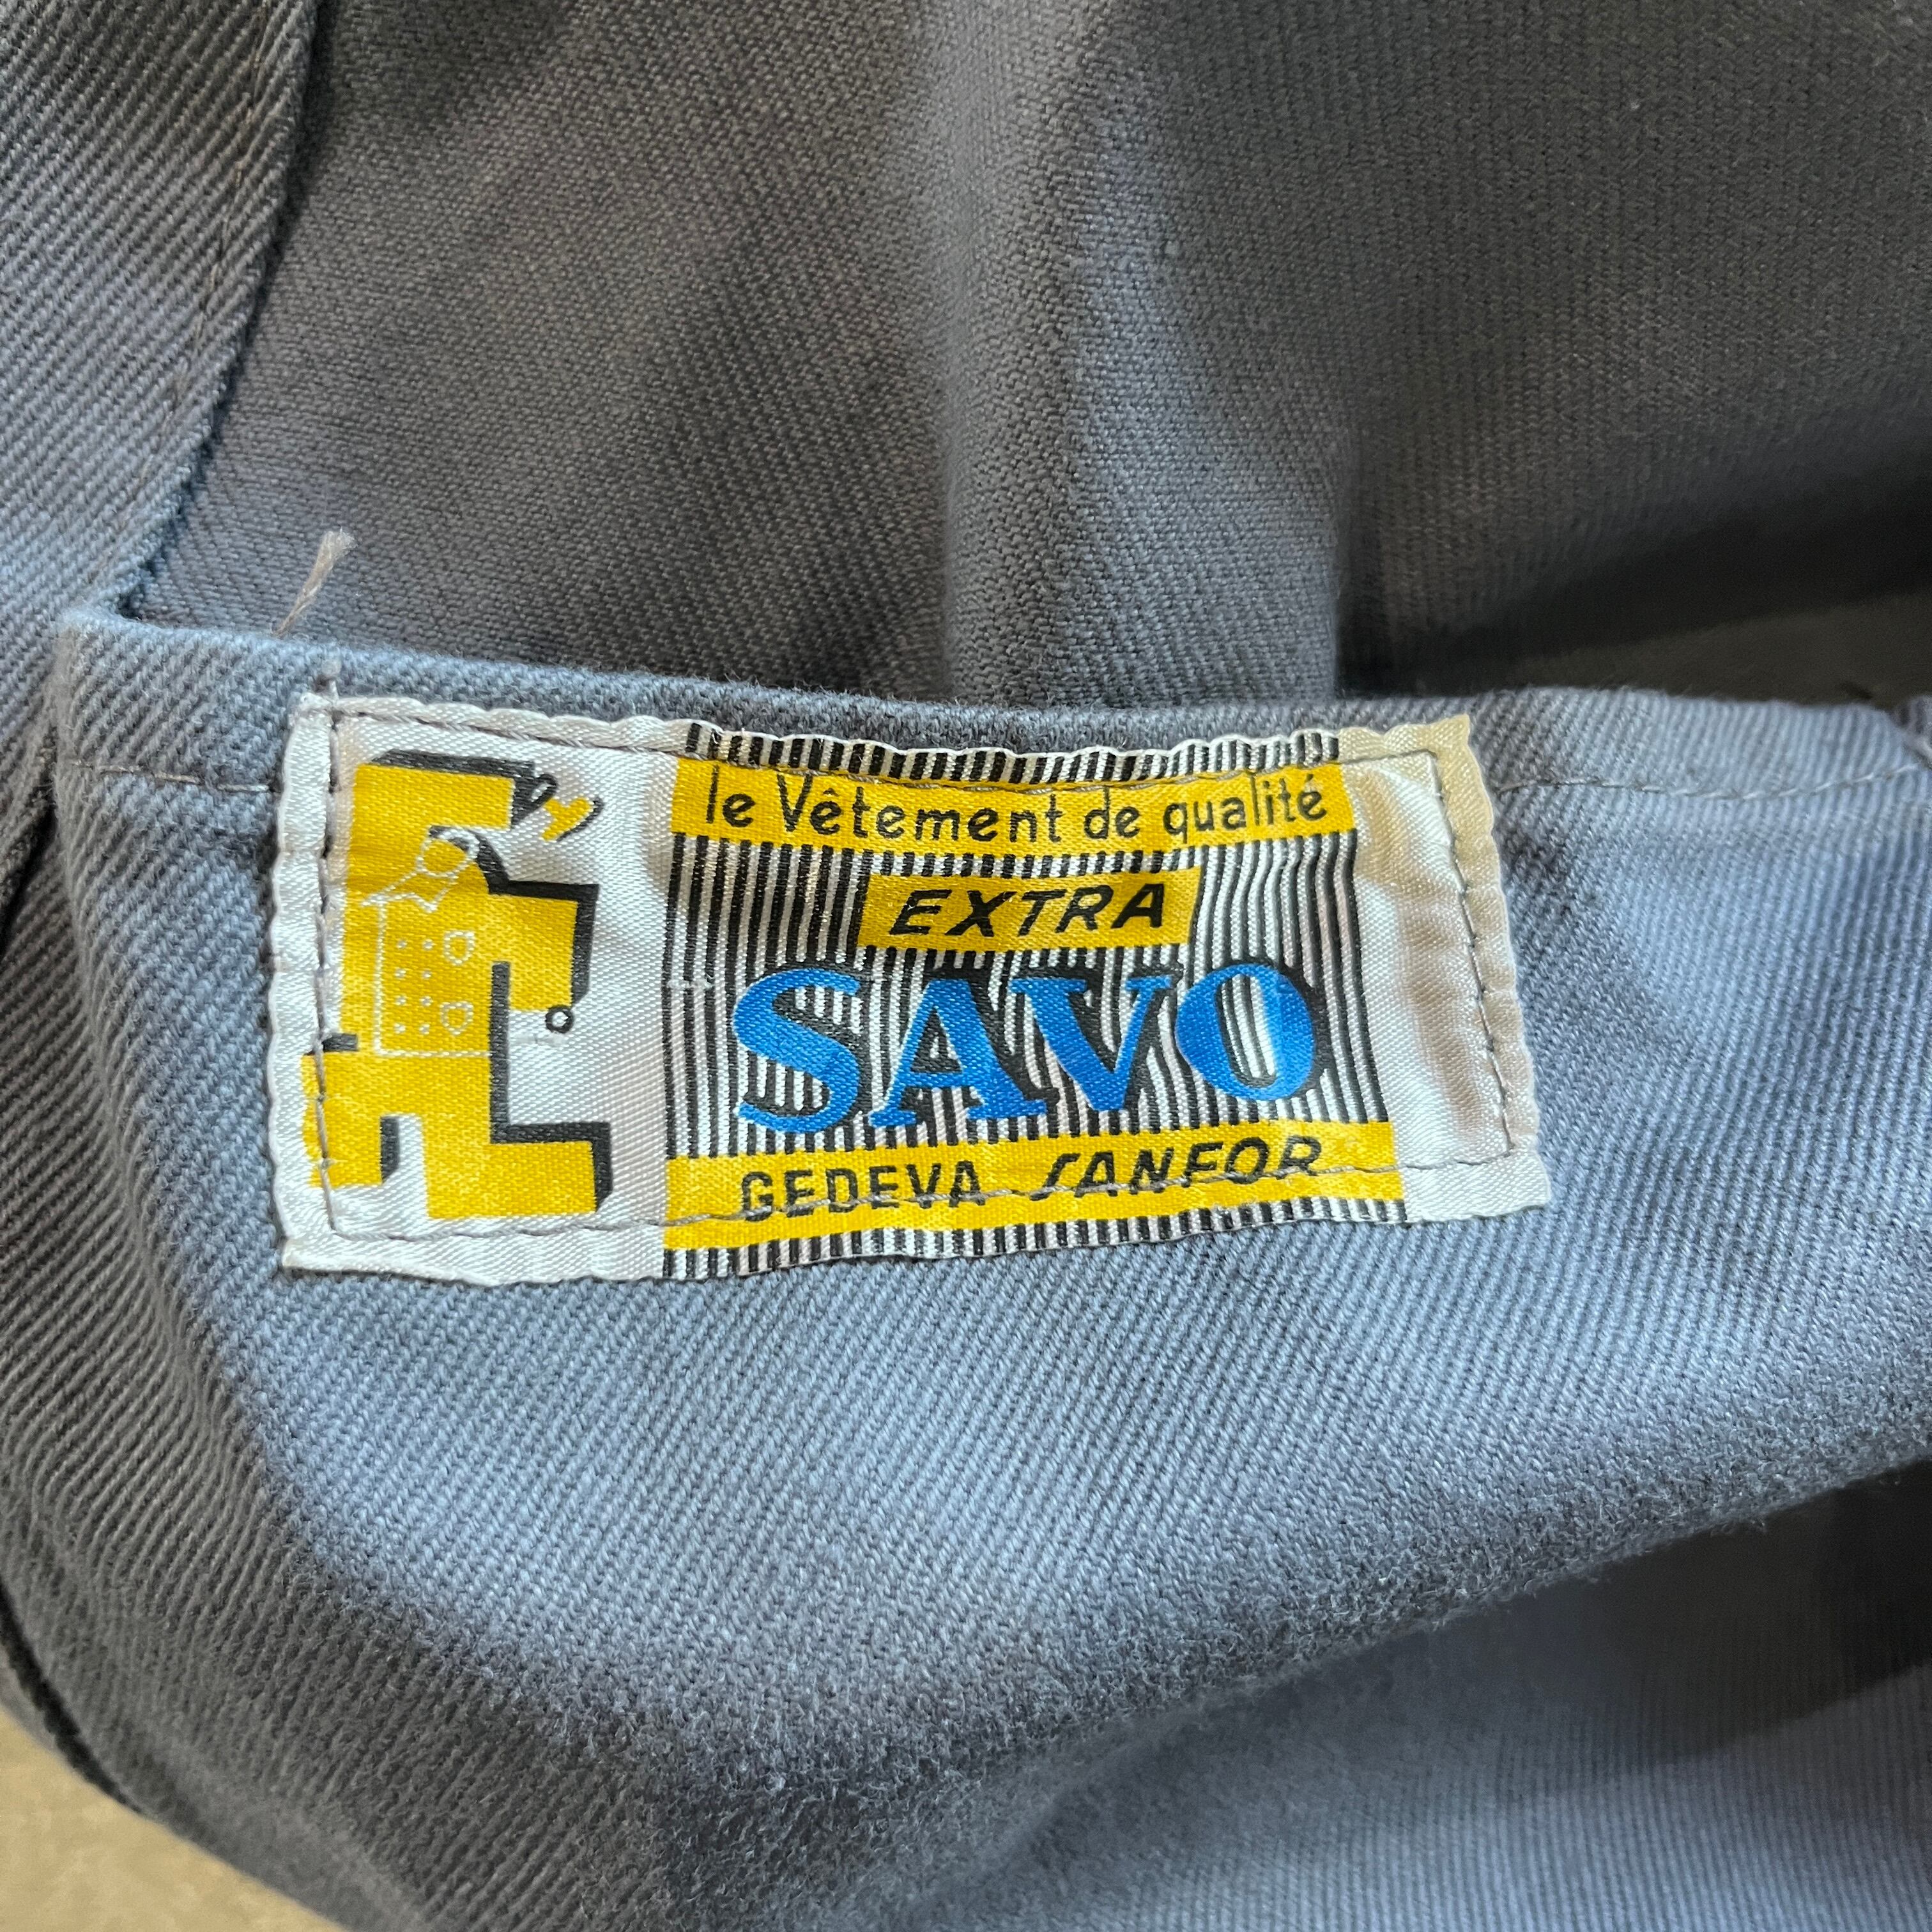 le Vêtement de qualité
EXTRA
SAVO
GEDEVA SANFOR